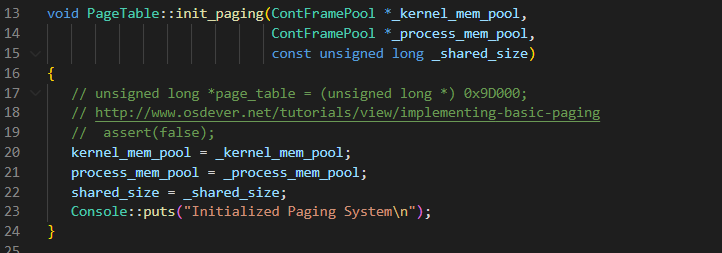 13 void PageTable::init_paging(ContFramePool *_kernel_mem_pool,
14 ContFramePool *_process_mem_pool,
15 const unsigned long _shared_size)
16 {
17 // unsigned long *page_table = (unsigned long *) 0x9D000;
18 // http://www.osdever.net/tutorials/view/implementing-basic-paging
19 //  assert(false);
20 kernel_mem_pool = _kernel_mem_pool;
21 process_mem_pool = _process_mem_pool;
22 shared_size = _shared_size;
23 Console::puts("Initialized Paging System\n");
24 }
25